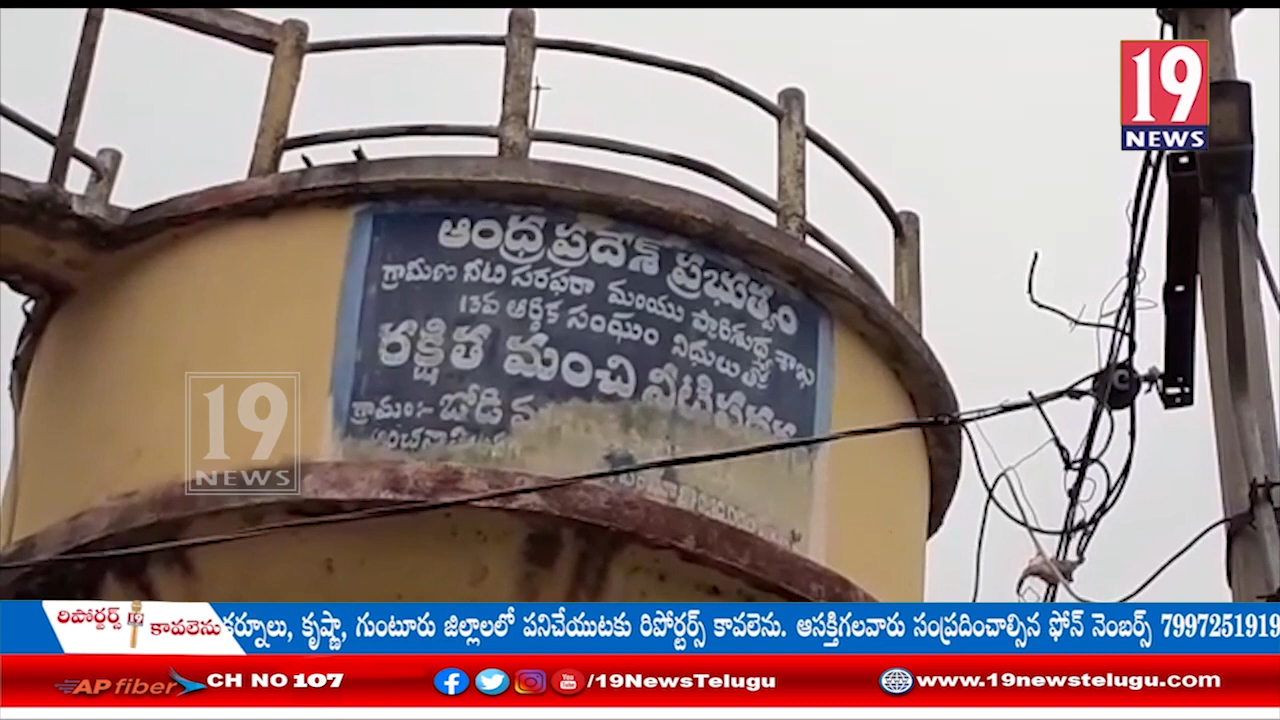 19
NEWS
ఆంధ్ర ప్రదేశ్ ప్రభుత్వం
గ్రామీణ నీటి సరఫరా మరియు పారిశుధ్ధ్య శాఖ
13వ ఆర్థిక సంఘం నిధులు
రక్షిత మంచి నీటి
గ్రామం:- బోడి
19
NEWS
రిపోర్టర్స్ 19 కావలెను
కర్నూలు, కృష్ణా, గుంటూరు జిల్లాలలో పనిచేయుటకు రిపోర్టర్స్ కావలెను. ఆసక్తిగలవారు సంప్రదించాల్సిన ఫోన్ నెంబర్స్ 7997251919
AP fiber CH NO 107 /19NewsTelugu www.19newstelugu.com